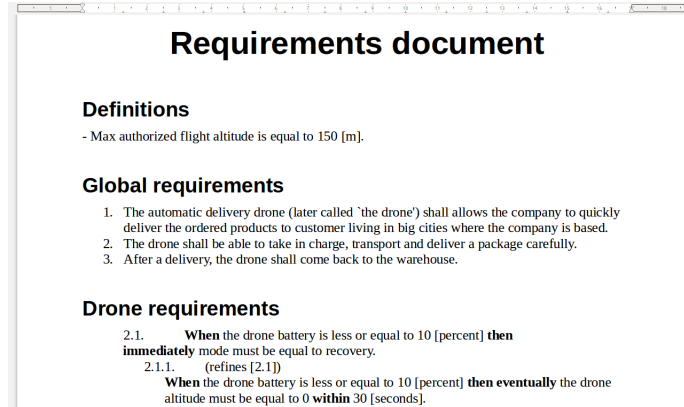 Requirements document
Definitions
- Max authorized flight altitude is equal to 150 [m].
Global requirements
1. The automatic delivery drone (later called `the drone') shall allows the company to quickly
deliver the ordered products to customer living in big cities where the company is based.
2. The drone shall be able to take in charge, transport and deliver a package carefully.
3. After a delivery, the drone shall come back to the warehouse.
Drone requirements
2.1. When the drone battery is less or equal to 10 [percent] then
immediately mode must be equal to recovery.
2.1.1. (refines [2.1])
When the drone battery is less or equal to 10 [percent] then eventually the drone
altitude must be equal to 0 within 30 [seconds].